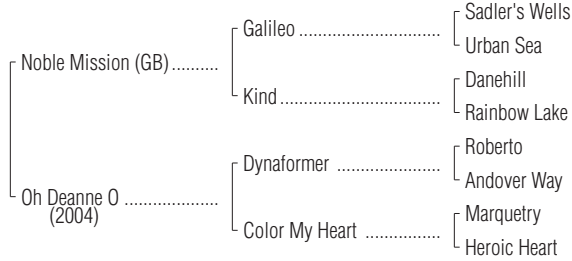 Sadler's Wells
Galileo ..................................
Urban Sea
Noble Mission (GB)..........
Danehill
Kind......................................
Rainbow Lake
Roberto
Dynaformer .........................
Andover Way
Oh Deanne O ....................
(2004)
Marquetry
Color My Heart ..................
Heroic Heart